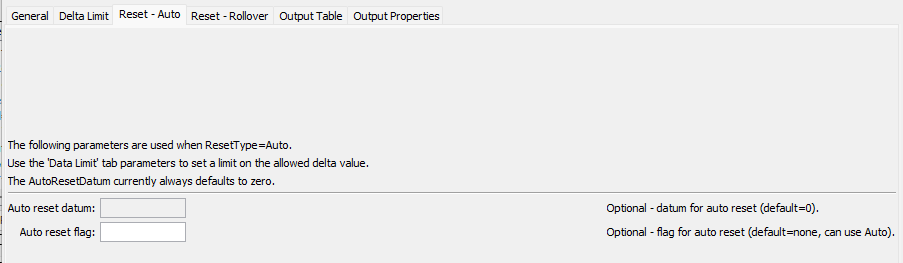 General Delta Limit Reset - Auto Reset - Rollover Output Table Output Properties
The following parameters are used when ResetType=Auto.
Use the 'Data Limit' tab parameters to set a limit on the allowed delta value.
The AutoResetDatum currently always defaults to zero.
Auto reset datum: Optional - datum for auto reset (default=0).
Auto reset flag: Optional - flag for auto reset (default=none, can use Auto).